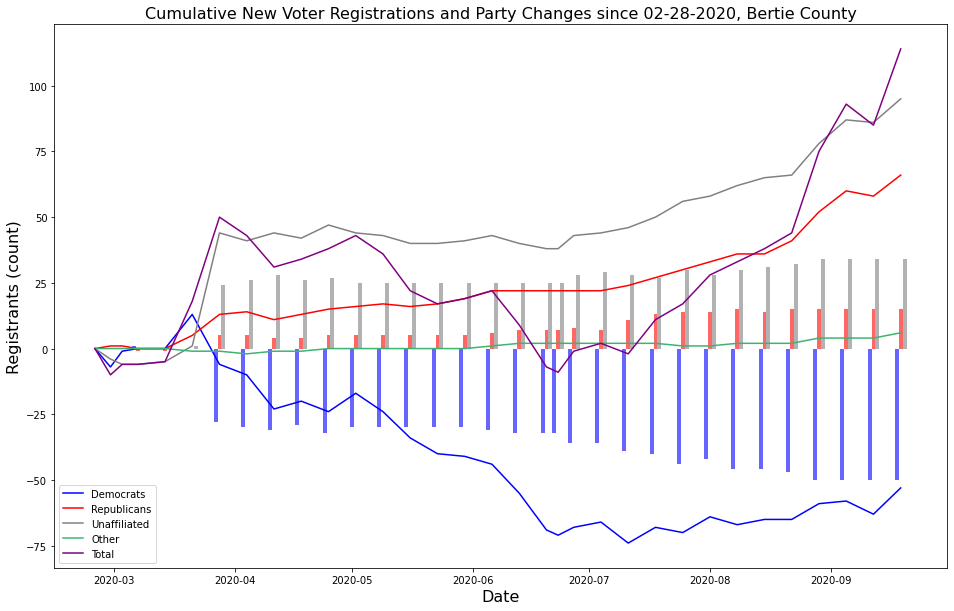 Cumulative New Voter Registrations and Party Changes since 02-28-2020, Bertie County
Registrants (count)
100
75
50
25
0
−25
−50
−75
Democrats
Republicans
Unaffiliated
Other
Total
2020-03 2020-04 2020-05 2020-06 2020-07 2020-08 2020-09
Date